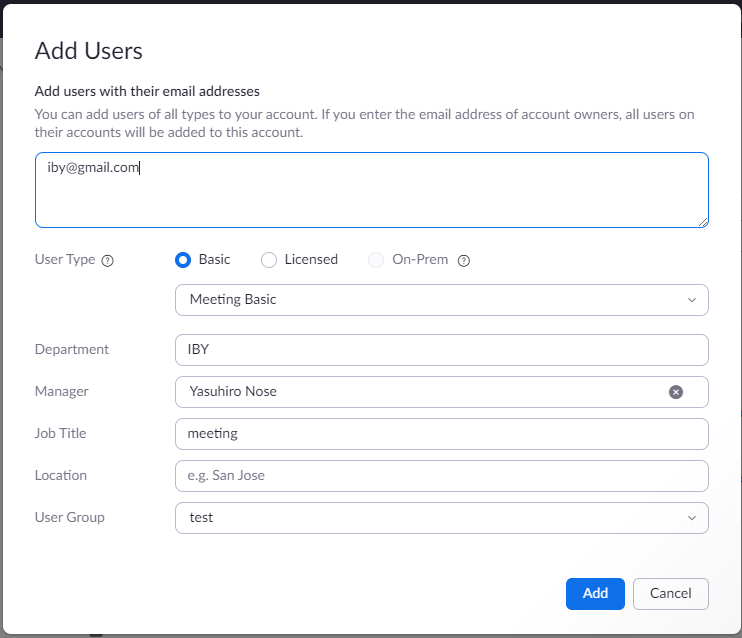 Add Users
Add users with their email addresses
You can add users of all types to your account. If you enter the email address of account owners, all users on
their accounts will be added to this account.
iby@gmail.com
User Type Basic Licensed On-Prem
Meeting Basic
Department IBY
Manager Yasuhiro Nose
Job Title meeting
Location e.g. San Jose
User Group test
Add Cancel